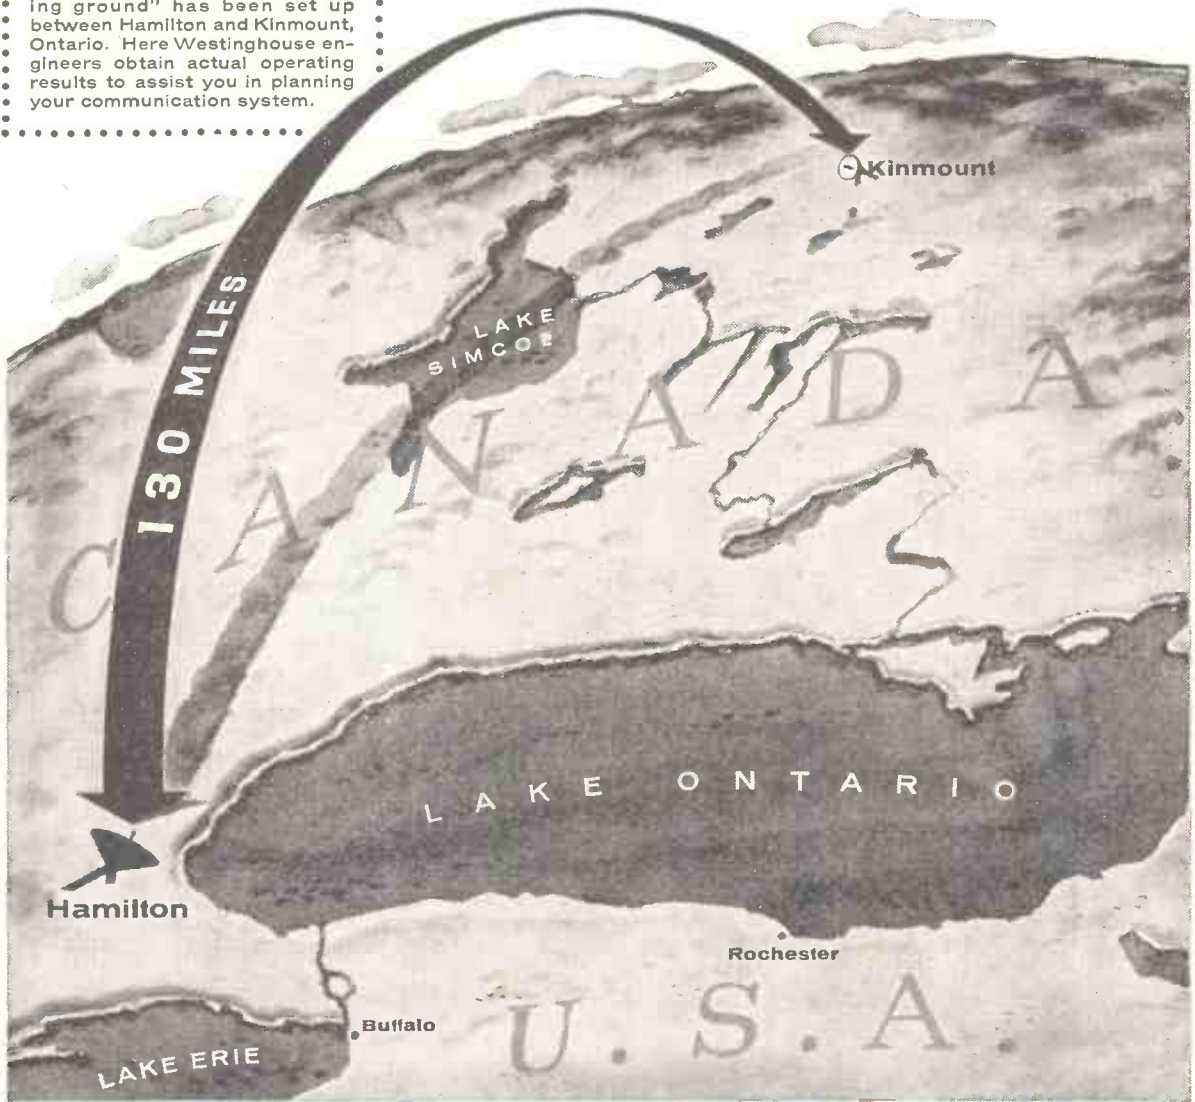 ing ground" has been set up
between Hamilton and Kinmount,
Ontario. Here Westinghouse en-
gineers obtain actual operating
results to assist you in planning
your communication system.
Kinmount
130 MILES
LAKE
SIMCOE
CANADA
LAKE ONTARIO
Hamilton
Rochester
U.S.A.
Buffalo
LAKE ERIE